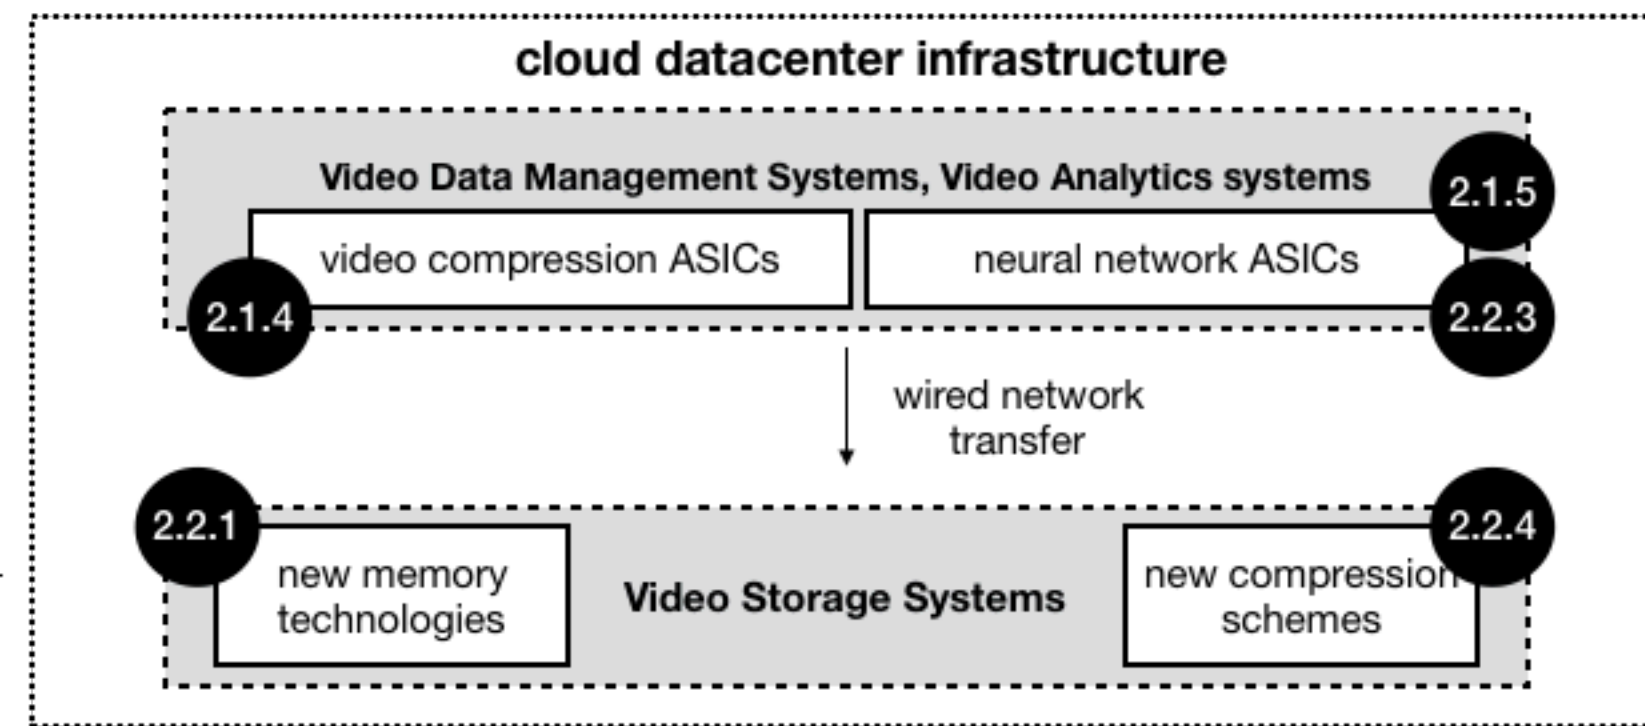 cloud datacenter infrastructure
Video Data Management Systems, Video Analytics systems
2.1.5
video compression ASICs
neural network ASICs
2.1.4
2.2.3
wired network
transfer
2.2.1
2.2.4
new memory
technologies
Video Storage Systems
new compression
schemes